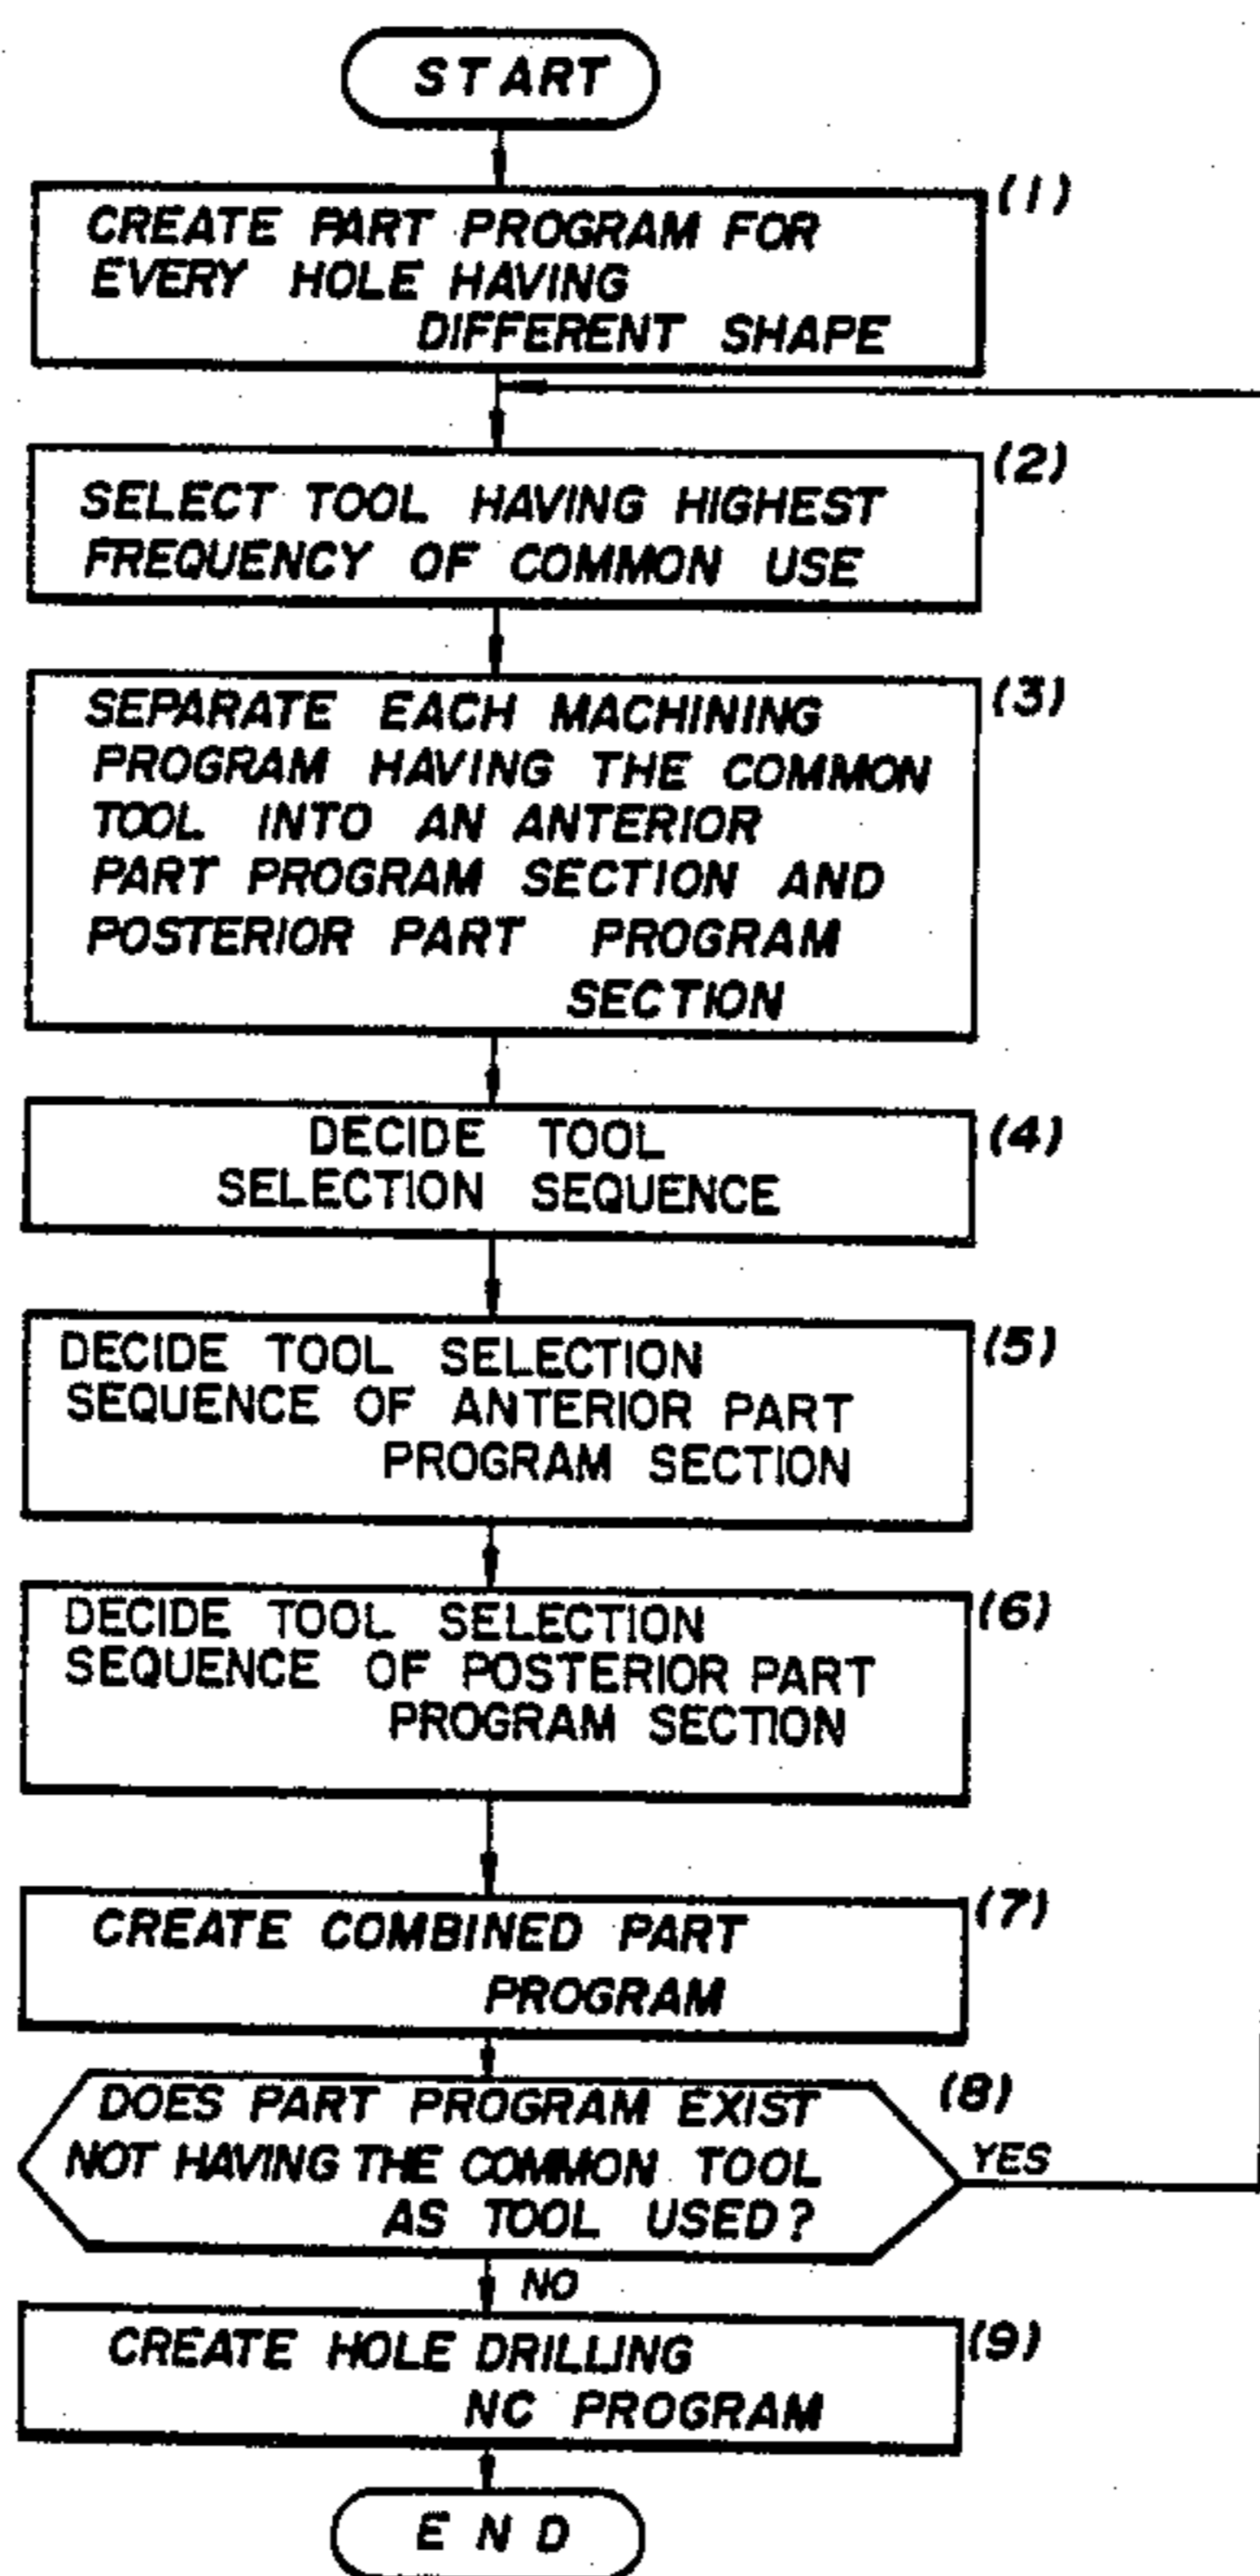 START
(1)
CREATE PART PROGRAM FOR
EVERY HOLE HAVING
DIFFERENT SHAPE
(2)
SELECT TOOL HAVING HIGHEST
FREQUENCY OF COMMON USE
(3)
SEPARATE EACH MACHINING
PROGRAM HAVING THE COMMON
TOOL INTO AN ANTERIOR
PART PROGRAM SECTION AND
POSTERIOR PART PROGRAM
SECTION
(4)
DECIDE TOOL
SELECTION SEQUENCE
(5)
DECIDE TOOL SELECTION
SEQUENCE OF ANTERIOR PART
PROGRAM SECTION
(6)
DECIDE TOOL SELECTION
SEQUENCE OF POSTERIOR PART
PROGRAM SECTION
(7)
CREATE COMBINED PART
PROGRAM
(8)
DOES PART PROGRAM EXIST
NOT HAVING THE COMMON TOOL
AS TOOL USED?
YES
NO
(9)
CREATE HOLE DRILLING
NC PROGRAM
END